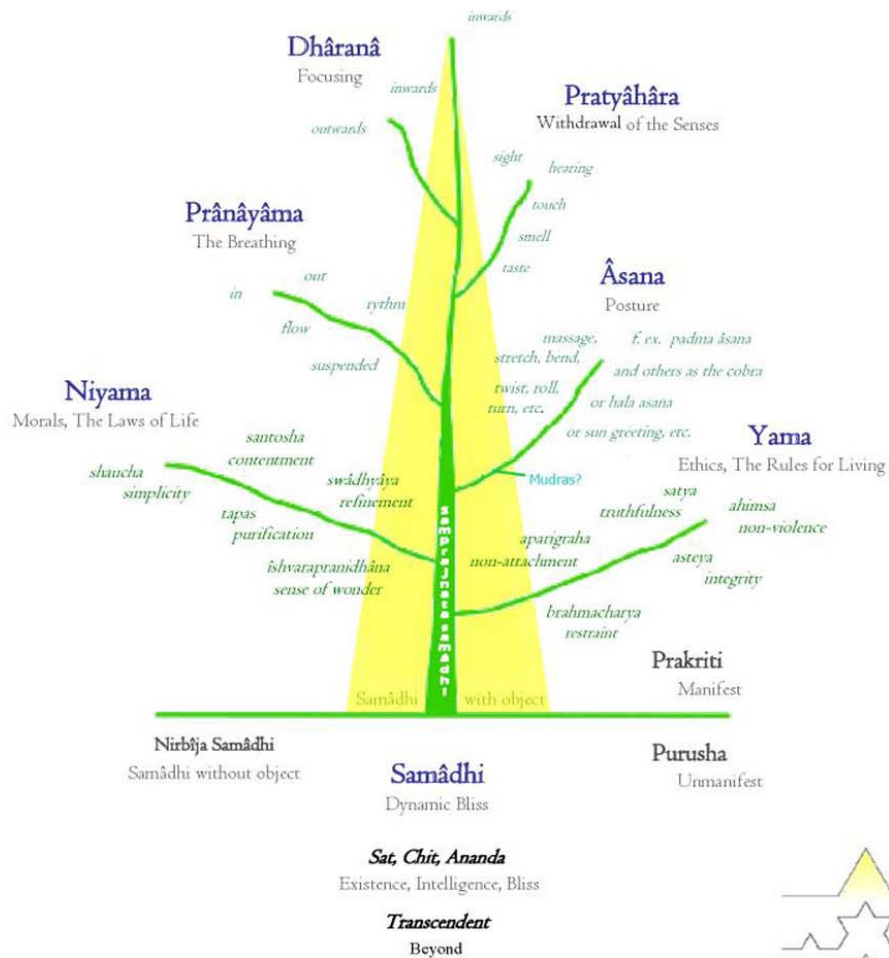 inwards
Dhâranâ
Focusing
inwards
outwards
Pratyâhâra
Withdrawal of the Senses
sight
hearing
touch
smell
taste
Prânâyâma
The Breathing
in
out
rythm
flow
suspended
Âsana
Posture
massage,
stretch, bend,
twist, roll,
turn, etc.
f. ex. padma âsana
and others as the cobra
or hala asana
or sun greeting, etc.
Mudras?
Niyama
Morals, The Laws of Life
santosha
contentment
shaucha
simplicity
swâdhyâya
refinement
tapas
purification
îshvarapranidhâna
sense of wonder
Yama
Ethics, The Rules for Living
satya
truthfulness
ahimsa
non-violence
aparigraha
non-attachment
asteya
integrity
brahmacharya
restraint
samprajnata samâdhi
Samâdhi with object
Prakriti
Manifest
Nirbîja Samâdhi
Samâdhi without object
Samâdhi
Dynamic Bliss
Purusha
Unmanifest
Sat, Chit, Ananda
Existence, Intelligence, Bliss
Transcendent
Beyond